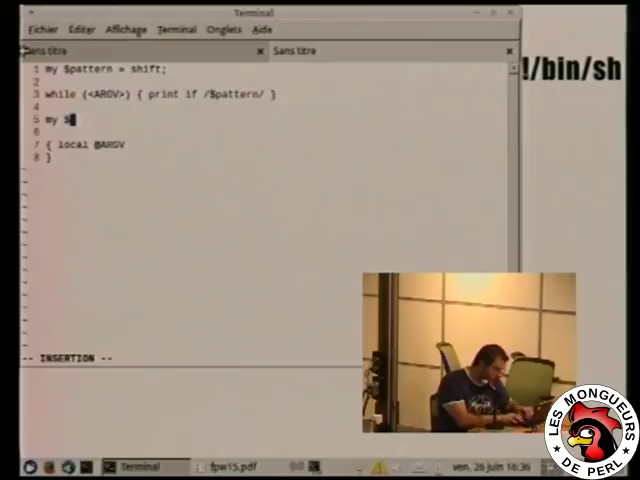 Terminal
Fichier Éditer Affichage Terminal Onglets Aide
Sans titre
Sans titre
!/bin/sh
1 my $pattern = shift;
2
3 while (<ARGV>) { print if /$pattern/ }
4
5 my $
6
7 { local @ARGV
8 }
-- INSERTION --
LES MONGUEURS
DE PERL
Terminal
fpw15.pdf
ven. 26 juin 16:36